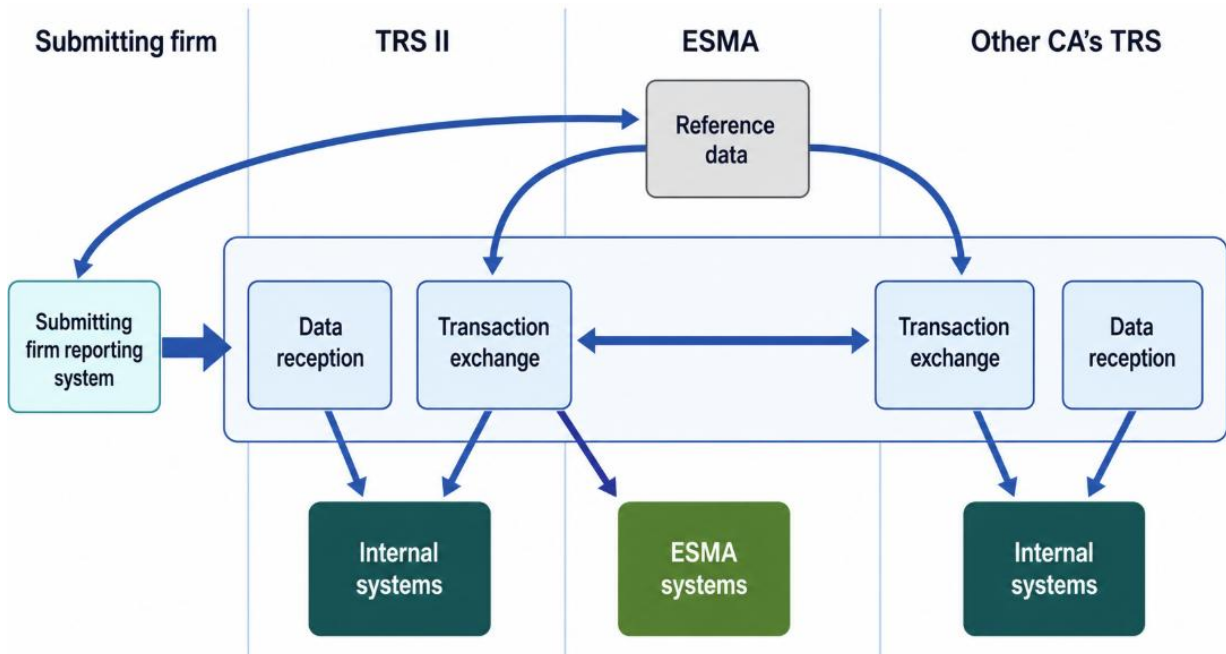 Submitting firm
TRS II
ESMA
Other CA's TRS
Reference
data
Submitting
firm reporting
system
Data
reception
Transaction
exchange
Transaction
exchange
Data
reception
Internal
systems
ESMA
systems
Internal
systems